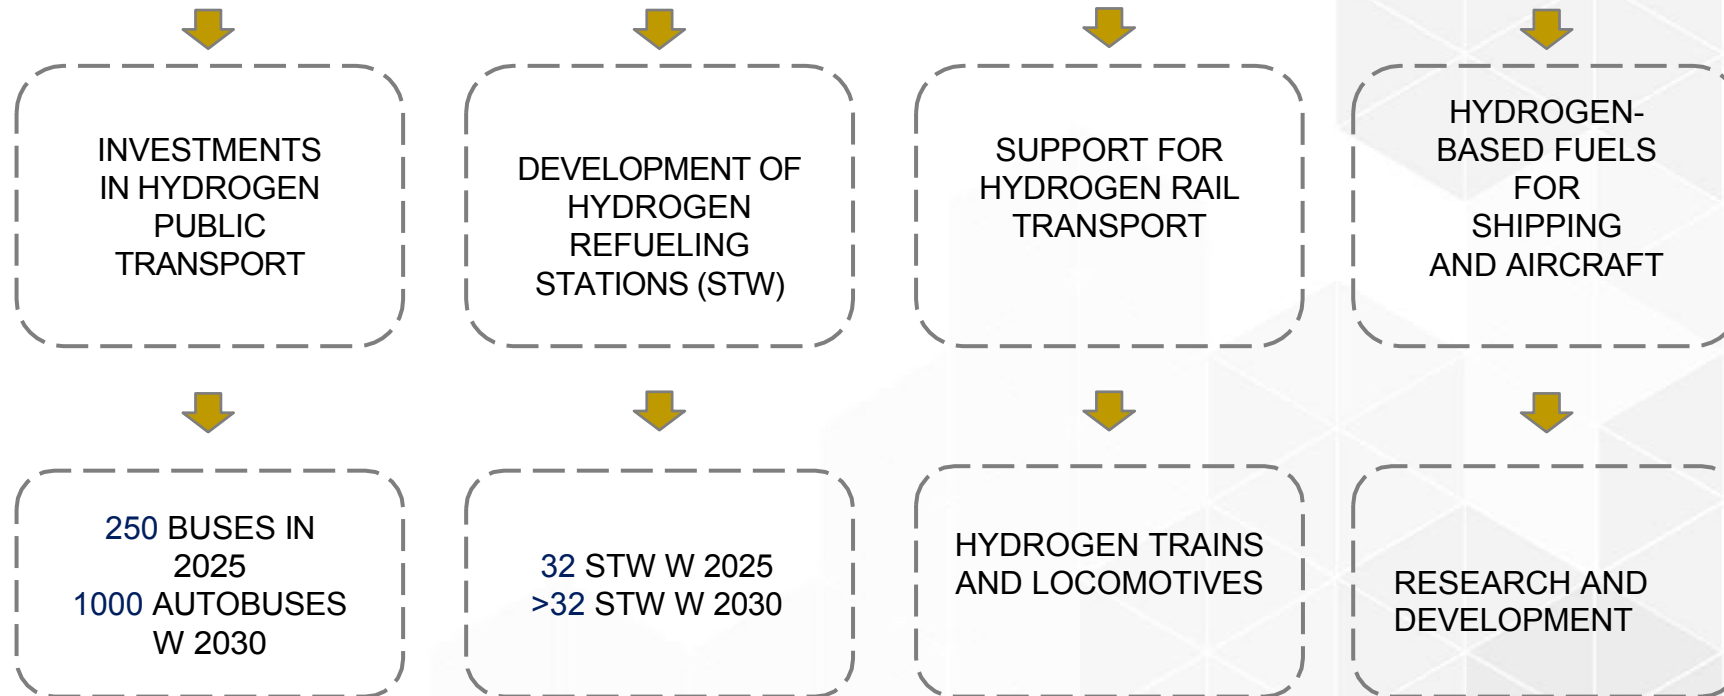 INVESTMENTS
IN HYDROGEN
PUBLIC
TRANSPORT
DEVELOPMENT OF
HYDROGEN
REFUELING
STATIONS (STW)
SUPPORT FOR
HYDROGEN RAIL
TRANSPORT
HYDROGEN-
BASED FUELS
FOR
SHIPPING
AND AIRCRAFT
250 BUSES IN
2025
1000 AUTOBUSES
W 2030
32 STW W 2025
>32 STW W 2030
HYDROGEN TRAINS
AND LOCOMOTIVES
RESEARCH AND
DEVELOPMENT